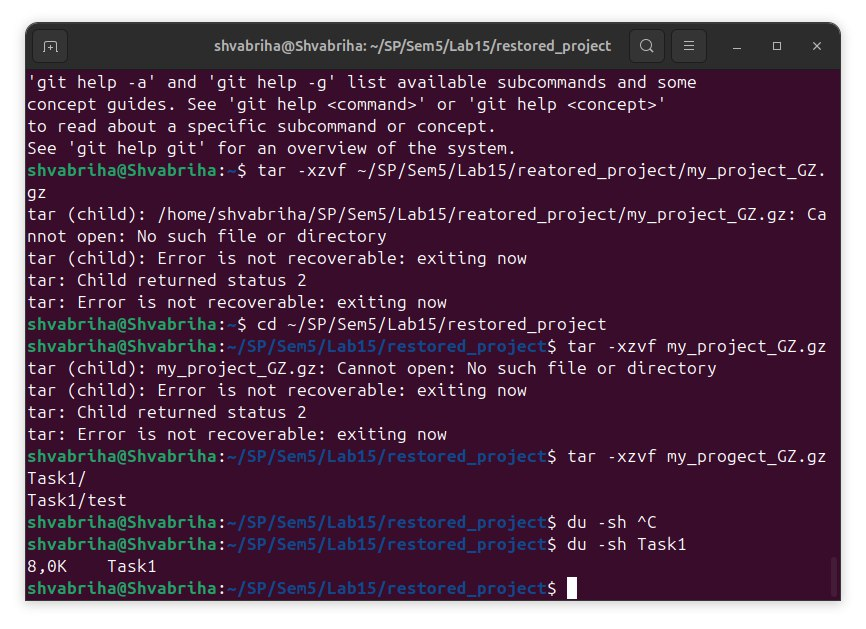 shvabriha@Shvabriha: ~/SP/Sem5/Lab15/restored_project
'git help -a' and 'git help -g' list available subcommands and some
concept guides. See 'git help <command>' or 'git help <concept>'
to read about a specific subcommand or concept.
See 'git help git' for an overview of the system.
shvabriha@Shvabriha:~$ tar -xzvf ~/SP/Sem5/Lab15/reatored_project/my_project_GZ.
gz
tar (child): /home/shvabriha/SP/Sem5/Lab15/reatored_project/my_project_GZ.gz: Ca
nnot open: No such file or directory
tar (child): Error is not recoverable: exiting now
tar: Child returned status 2
tar: Error is not recoverable: exiting now
shvabriha@Shvabriha:~$ cd ~/SP/Sem5/Lab15/restored_project
shvabriha@Shvabriha:~/SP/Sem5/Lab15/restored_project$ tar -xzvf my_project_GZ.gz
tar (child): my_project_GZ.gz: Cannot open: No such file or directory
tar (child): Error is not recoverable: exiting now
tar: Child returned status 2
tar: Error is not recoverable: exiting now
shvabriha@Shvabriha:~/SP/Sem5/Lab15/restored_project$ tar -xzvf my_progect_GZ.gz
Task1/
Task1/test
shvabriha@Shvabriha:~/SP/Sem5/Lab15/restored_project$ du -sh ^C
shvabriha@Shvabriha:~/SP/Sem5/Lab15/restored_project$ du -sh Task1
8,0K    Task1
shvabriha@Shvabriha:~/SP/Sem5/Lab15/restored_project$